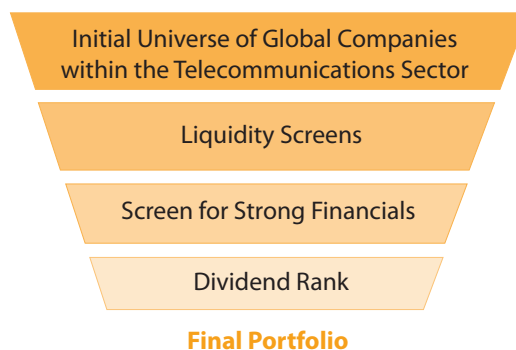 Initial Universe of Global Companies
within the Telecommunications Sector
Liquidity Screens
Screen for Strong Financials
Dividend Rank
Final Portfolio